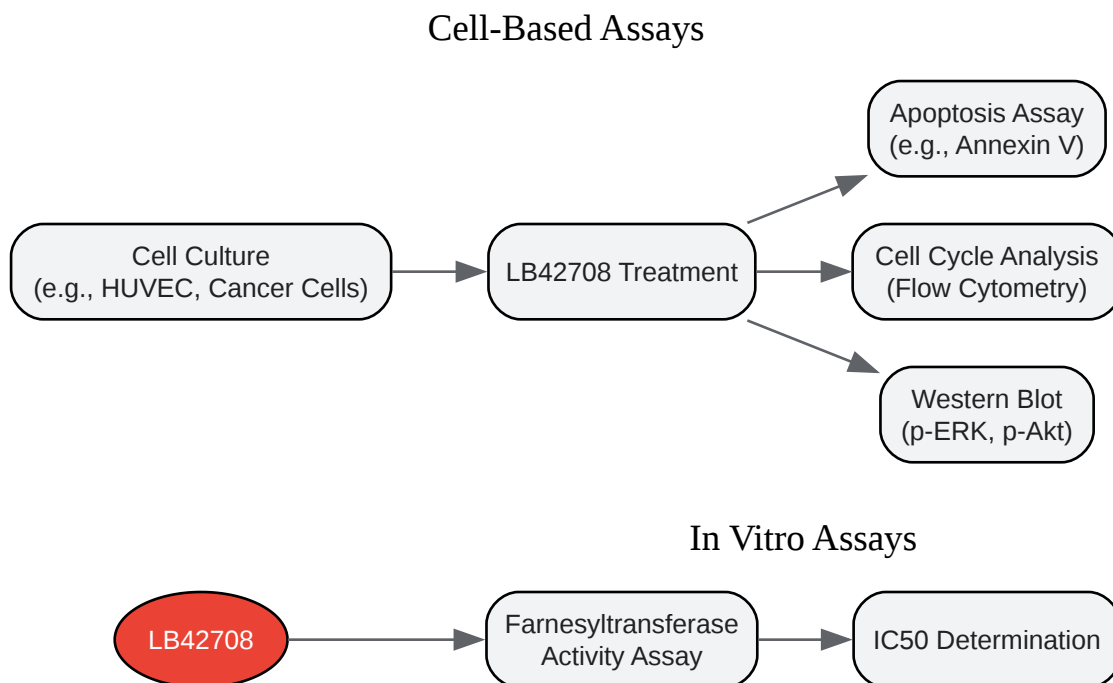 Cell-Based Assays
Apoptosis Assay
(e.g., Annexin V)
Cell Culture
(e.g., HUVEC, Cancer Cells)
LB42708 Treatment
Cell Cycle Analysis
(Flow Cytometry)
Western Blot
(p-ERK, p-Akt)
In Vitro Assays
LB42708
Farnesyltransferase
Activity Assay
IC50 Determination